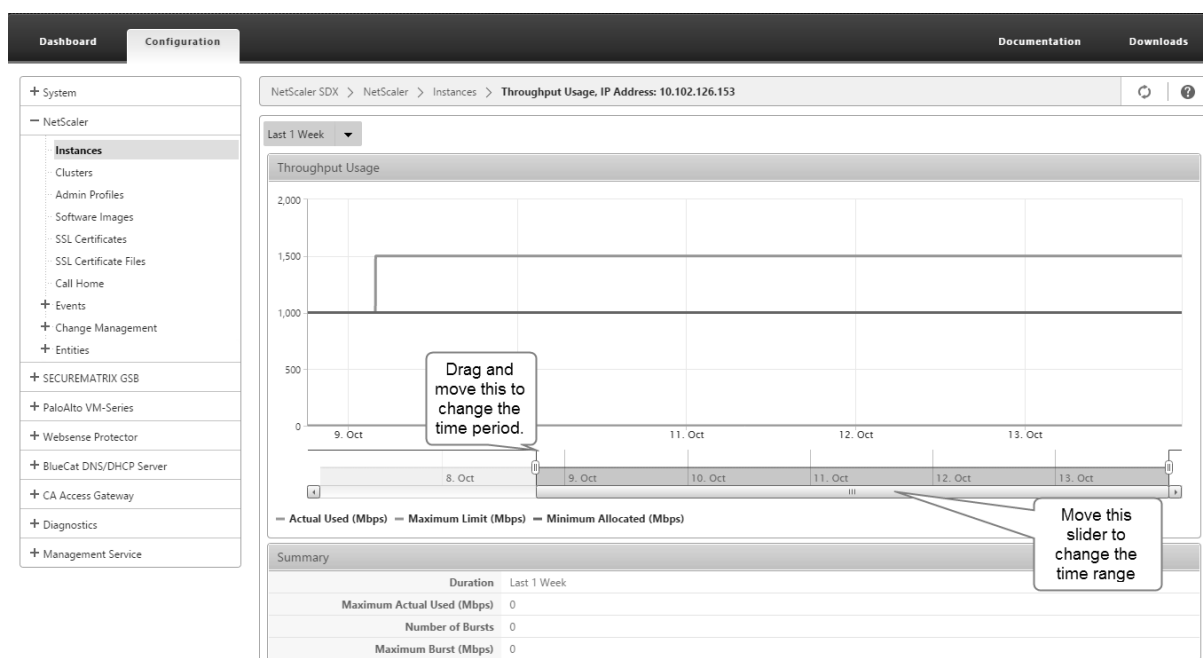 Dashboard
Configuration
Documentation
Downloads
+ System
− NetScaler
Instances
Clusters
Admin Profiles
Software Images
SSL Certificates
SSL Certificate Files
Call Home
+ Events
+ Change Management
+ Entities
+ SECUREMATRIX GSB
+ PaloAlto VM-Series
+ Websense Protector
+ BlueCat DNS/DHCP Server
+ CA Access Gateway
+ Diagnostics
+ Management Service
NetScaler SDX > NetScaler > Instances > Throughput Usage, IP Address: 10.102.126.153
?
Last 1 Week
Throughput Usage
2,000
1,500
1,000
500
0
9. Oct
11. Oct
12. Oct
13. Oct
Drag and
move this to
change the
time period.
8. Oct
9. Oct
10. Oct
11. Oct
12. Oct
13. Oct
Actual Used (Mbps)
Maximum Limit (Mbps)
Minimum Allocated (Mbps)
Move this
slider to
change the
time range
Summary
Duration Last 1 Week
Maximum Actual Used (Mbps) 0
Number of Bursts 0
Maximum Burst (Mbps) 0